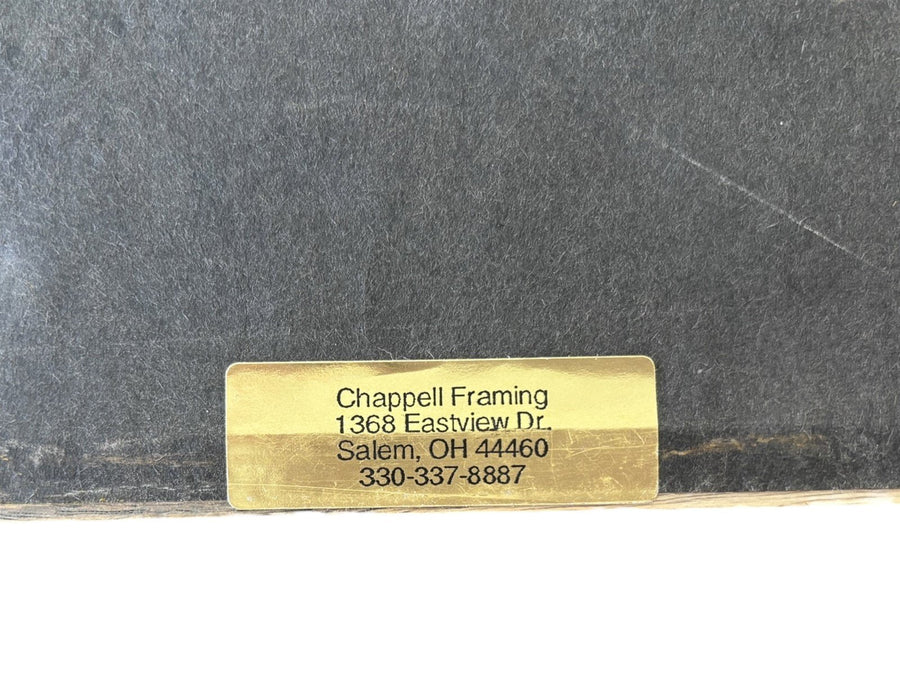 Chappell Framing
1368 Eastview Dr.
Salem, OH 44460
330-337-8887